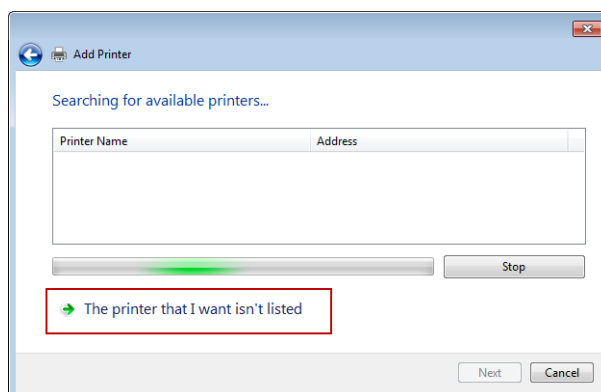 Add Printer
Searching for available printers...
Printer Name Address
Stop
The printer that I want isn't listed
Next Cancel